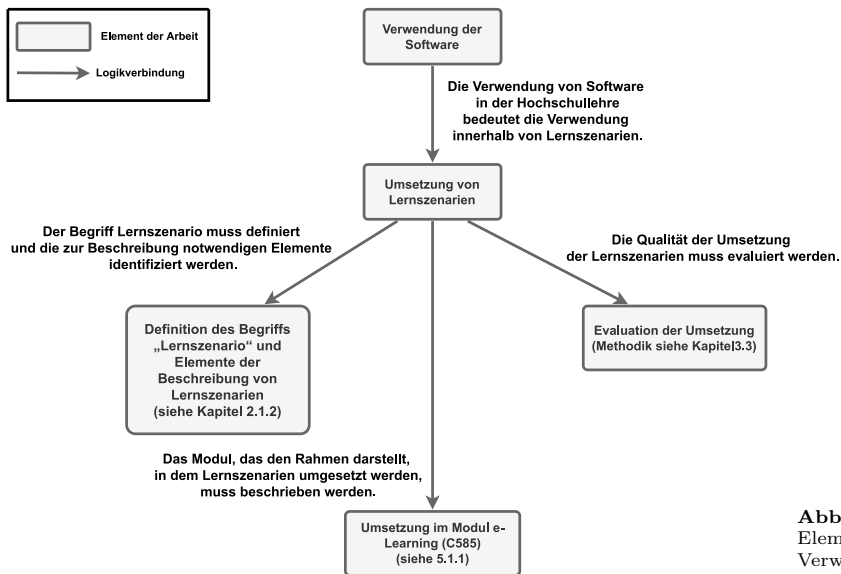 Element der Arbeit
Logikverbindung
Verwendung der
Software
Die Verwendung von Software
in der Hochschullehre
bedeutet die Verwendung
innerhalb von Lernszenarien.
Umsetzung von
Lernszenarien
Der Begriff Lernszenario muss definiert
und die zur Beschreibung notwendigen Elemente
identifiziert werden.
Die Qualität der Umsetzung
der Lernszenarien muss evaluiert werden.
Definition des Begriffs
„Lernszenario“ und
Elemente der
Beschreibung von
Lernszenarien
(siehe Kapitel 2.1.2)
Evaluation der Umsetzung
(Methodik siehe Kapitel3.3)
Das Modul, das den Rahmen darstellt,
in dem Lernszenarien umgesetzt werden,
muss beschrieben werden.
Umsetzung im Modul e-
Learning (C585)
(siehe 5.1.1)
Abb
Elem
Verw